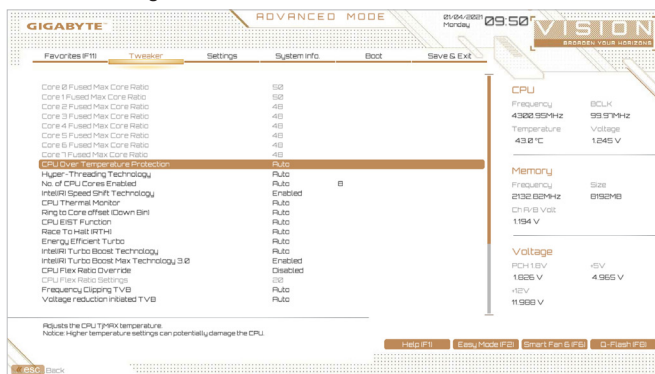 GIGABYTE™
ADVANCED MODE
01/04/2021 Monday 09:50
VISION
BROADEN YOUR HORIZONS
Favorites (F11) Tweaker Settings System Info. Boot Save & Exit
Core 0 Fused Max Core Ratio 50
Core 1 Fused Max Core Ratio 50
Core 2 Fused Max Core Ratio 48
Core 3 Fused Max Core Ratio 48
Core 4 Fused Max Core Ratio 48
Core 5 Fused Max Core Ratio 48
Core 6 Fused Max Core Ratio 48
Core 7 Fused Max Core Ratio 48
CPU Over Temperature Protection Auto
Hyper-Threading Technology Auto
No. of CPU Cores Enabled Auto 8
Intel(R) Speed Shift Technology Enabled
CPU Thermal Monitor Auto
Ring to Core offset (Down Bin) Auto
CPU EIST Function Auto
Race To Halt (RTH) Auto
Energy Efficient Turbo Auto
Intel(R) Turbo Boost Technology Auto
Intel(R) Turbo Boost Max Technology 3.0 Enabled
CPU Flex Ratio Override Disabled
CPU Flex Ratio Settings 20
Frequency Clipping TVB Auto
Voltage reduction initiated TVB Auto
CPU
Frequency BCLK
4300.95MHz 99.97MHz
Temperature Voltage
43.0 °C 1.245 V
Memory
Frequency Size
2132.82MHz 8192MB
Ch A/B Volt
1.194 V
Voltage
PCH 1.8V +5V
1.826 V 4.965 V
+12V
11.988 V
Adjusts the CPU TjMAX temperature.
Notice: Higher temperature settings can potentially damage the CPU.
Help (F1) Easy Mode (F2) Smart Fan 6 (F6) Q-Flash (F8)
esc Back